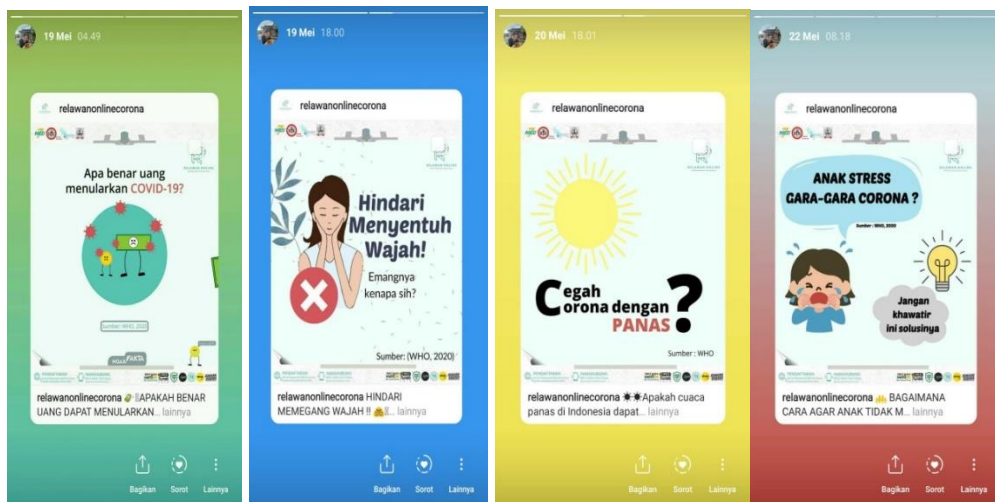 19 Mei 04.49
relawanonlinecorona
Apa benar uang
menularkan COVID-19?
Sumber: WHO, 2020
HOAX FAKTA
relawanonlinecorona APAKAH BENAR
UANG DAPAT MENULARKAN... lainnya
Bagikan Sorot Lainnya
19 Mei 18.00
relawanonlinecorona
Hindari
Menyentuh
Wajah!
Emangnya
kenapa sih?
Sumber: (WHO, 2020)
relawanonlinecorona HINDARI
MEMEGANG WAJAH !! ... lainnya
Bagikan Sorot Lainnya
20 Mei 18.01
relawanonlinecorona
Cegah
Corona dengan
PANAS ?
Sumber : WHO
relawanonlinecorona Apakah cuaca
panas di Indonesia dapat... lainnya
Bagikan Sorot Lainnya
22 Mei 08.18
relawanonlinecorona
ANAK STRESS
GARA-GARA CORONA ?
Sumber : WHO, 2020
Jangan
khawatir
ini solusinya
relawanonlinecorona BAGAIMANA
CARA AGAR ANAK TIDAK M... lainnya
Bagikan Sorot Lainnya